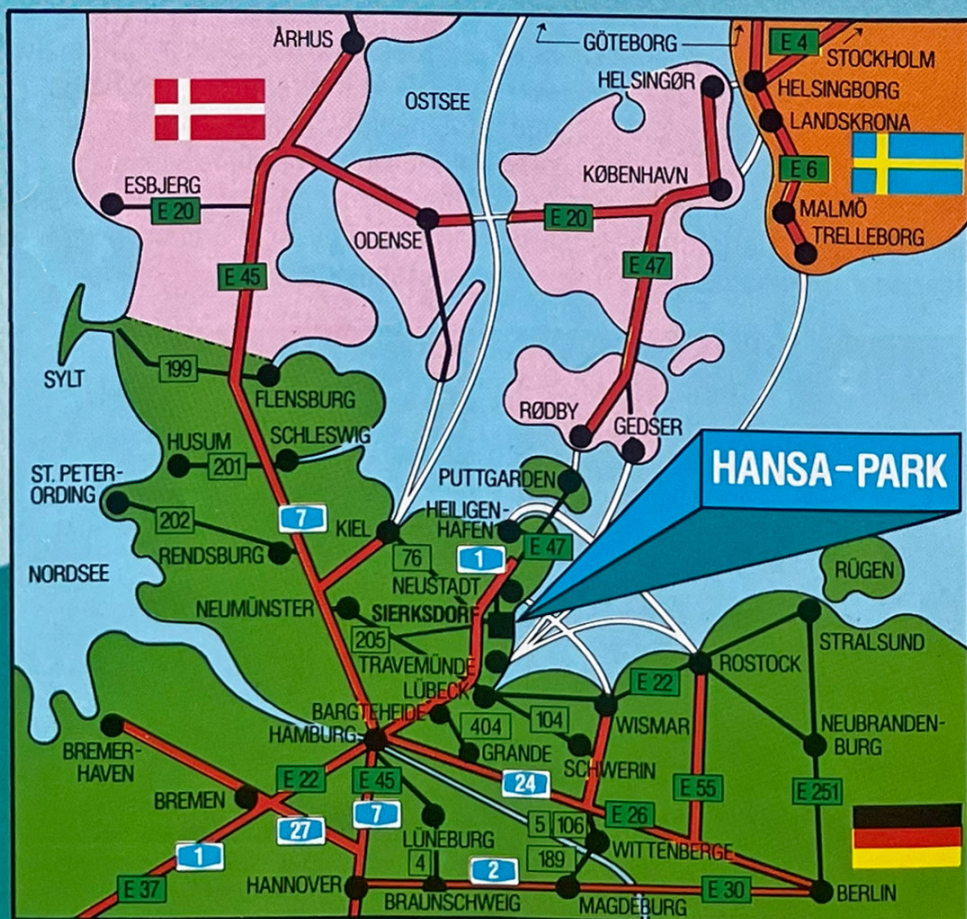 ÅRHUS
GÖTEBORG
E 4
STOCKHOLM
OSTSEE
HELSINGØR
HELSINGBORG
LANDSKRONA
ESBJERG
E 20
KØBENHAVN
E 6
MALMÖ
ODENSE
E 20
TRELLEBORG
E 45
E 47
SYLT
199
FLENSBURG
RØDBY
GEDSER
HUSUM
SCHLESWIG
201
ST. PETER-
ORDING
PUTTGARDEN
HANSA-PARK
202
7
KIEL
HEILIGEN-
HAFEN
E 47
RENDSBURG
76
1
NORDSEE
NEUSTADT
RÜGEN
NEUMÜNSTER
SIERKSDORF
205
STRALSUND
TRAVEMÜNDE
ROSTOCK
LÜBECK
E 22
BARGTEHEIDE
404
104
WISMAR
NEUBRANDEN-
BURG
HAMBURG
GRANDE
SCHWERIN
BREMER-
HAVEN
E 22
E 45
24
E 55
E 251
BREMEN
7
5
106
E 26
27
LÜNEBURG
1
4
189
WITTENBERGE
2
E 37
HANNOVER
E 30
BERLIN
BRAUNSCHWEIG
MAGDEBURG